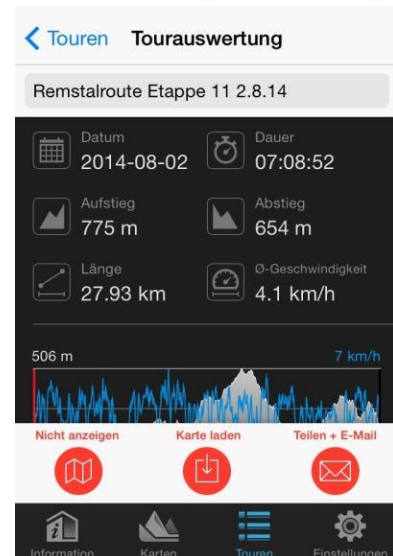 Touren Tourauswertung
Remstalroute Etappe 11 2.8.14
Datum Dauer
2014-08-02 07:08:52
Aufstieg Abstieg
775 m 654 m
Länge Ø-Geschwindigkeit
27.93 km 4.1 km/h
506 m 7 km/h
Nicht anzeigen Karte laden Teilen + E-Mail
Information Karten Touren Einstellungen